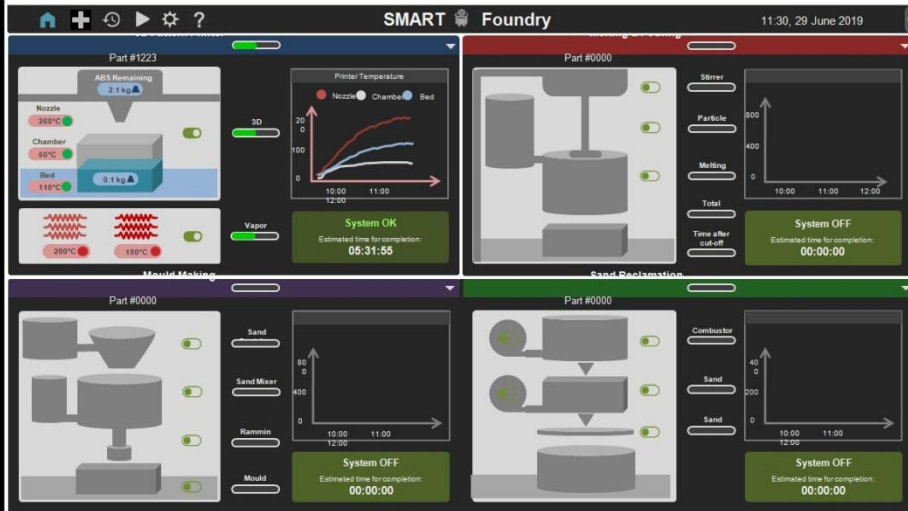 ?
SMART Foundry
11:30, 29 June 2019
3D Pattern Printer
Part #1223
ABS Remaining
2.1 kg
Nozzle
260°C
Chamber
60°C
Bed
110°C
0.1 kg
200°C
150°C
3D
Vapor
Printer Temperature
Nozzle Chamber Bed
20
0
100
0
10:00 11:00
12:00
System OK
Estimated time for completion:
05:31:55
Melting & Pouring
Part #0000
Stirrer
Particle
Melting
Total
Time after
cut-off
800
400
0
10:00 11:00 12:00
System OFF
Estimated time for completion:
00:00:00
Mould Making
Part #0000
Sand
Sand Mixer
Rammin
Mould
80
0
400
0
10:00 11:00
12:00
System OFF
Estimated time for completion:
00:00:00
Sand Reclamation
Part #0000
Combustor
Sand
Sand
40
0
200
0
10:00 11:00
12:00
System OFF
Estimated time for completion:
00:00:00